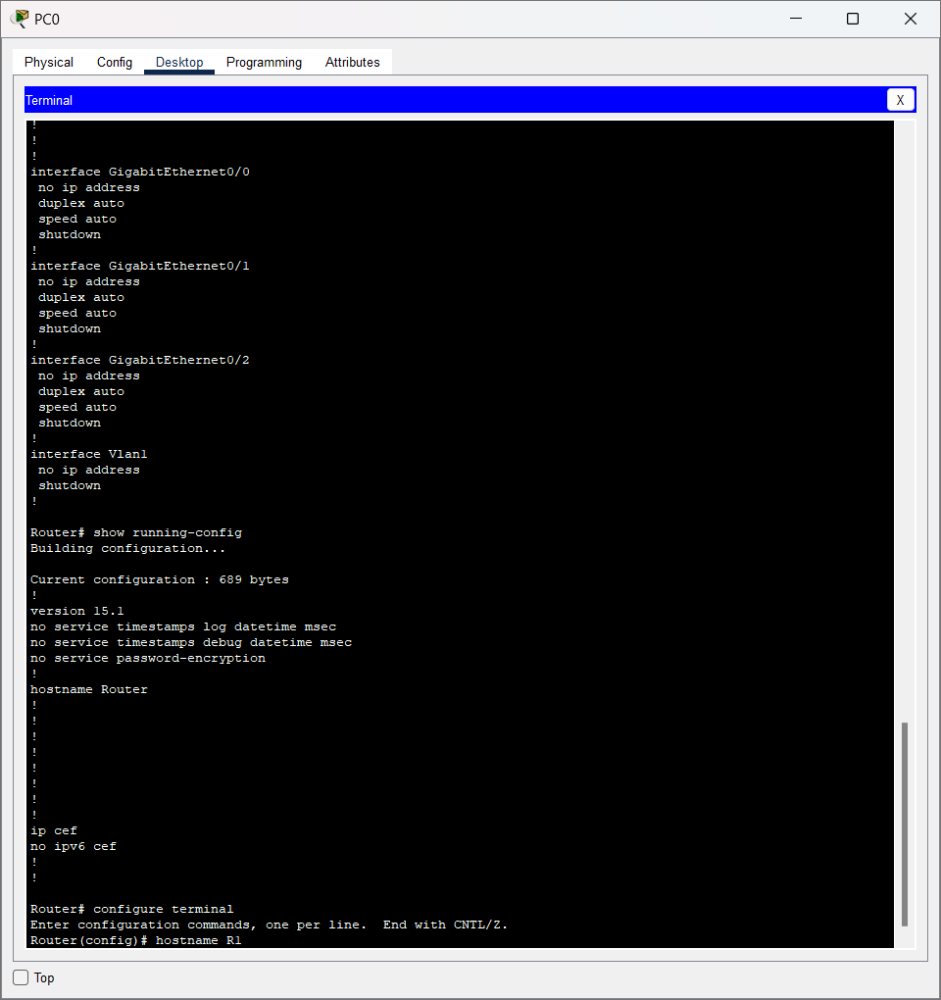 PC0
Physical Config Desktop Programming Attributes
Terminal X
!
!
!
interface GigabitEthernet0/0
 no ip address
 duplex auto
 speed auto
 shutdown
!
interface GigabitEthernet0/1
 no ip address
 duplex auto
 speed auto
 shutdown
!
interface GigabitEthernet0/2
 no ip address
 duplex auto
 speed auto
 shutdown
!
interface Vlan1
 no ip address
 shutdown
!
Router# show running-config
Building configuration...
Current configuration : 689 bytes
!
version 15.1
no service timestamps log datetime msec
no service timestamps debug datetime msec
no service password-encryption
!
hostname Router
!
!
!
!
!
!
!
!
ip cef
no ipv6 cef
!
!
Router# configure terminal
Enter configuration commands, one per line.  End with CNTL/Z.
Router(config)# hostname R1
Top